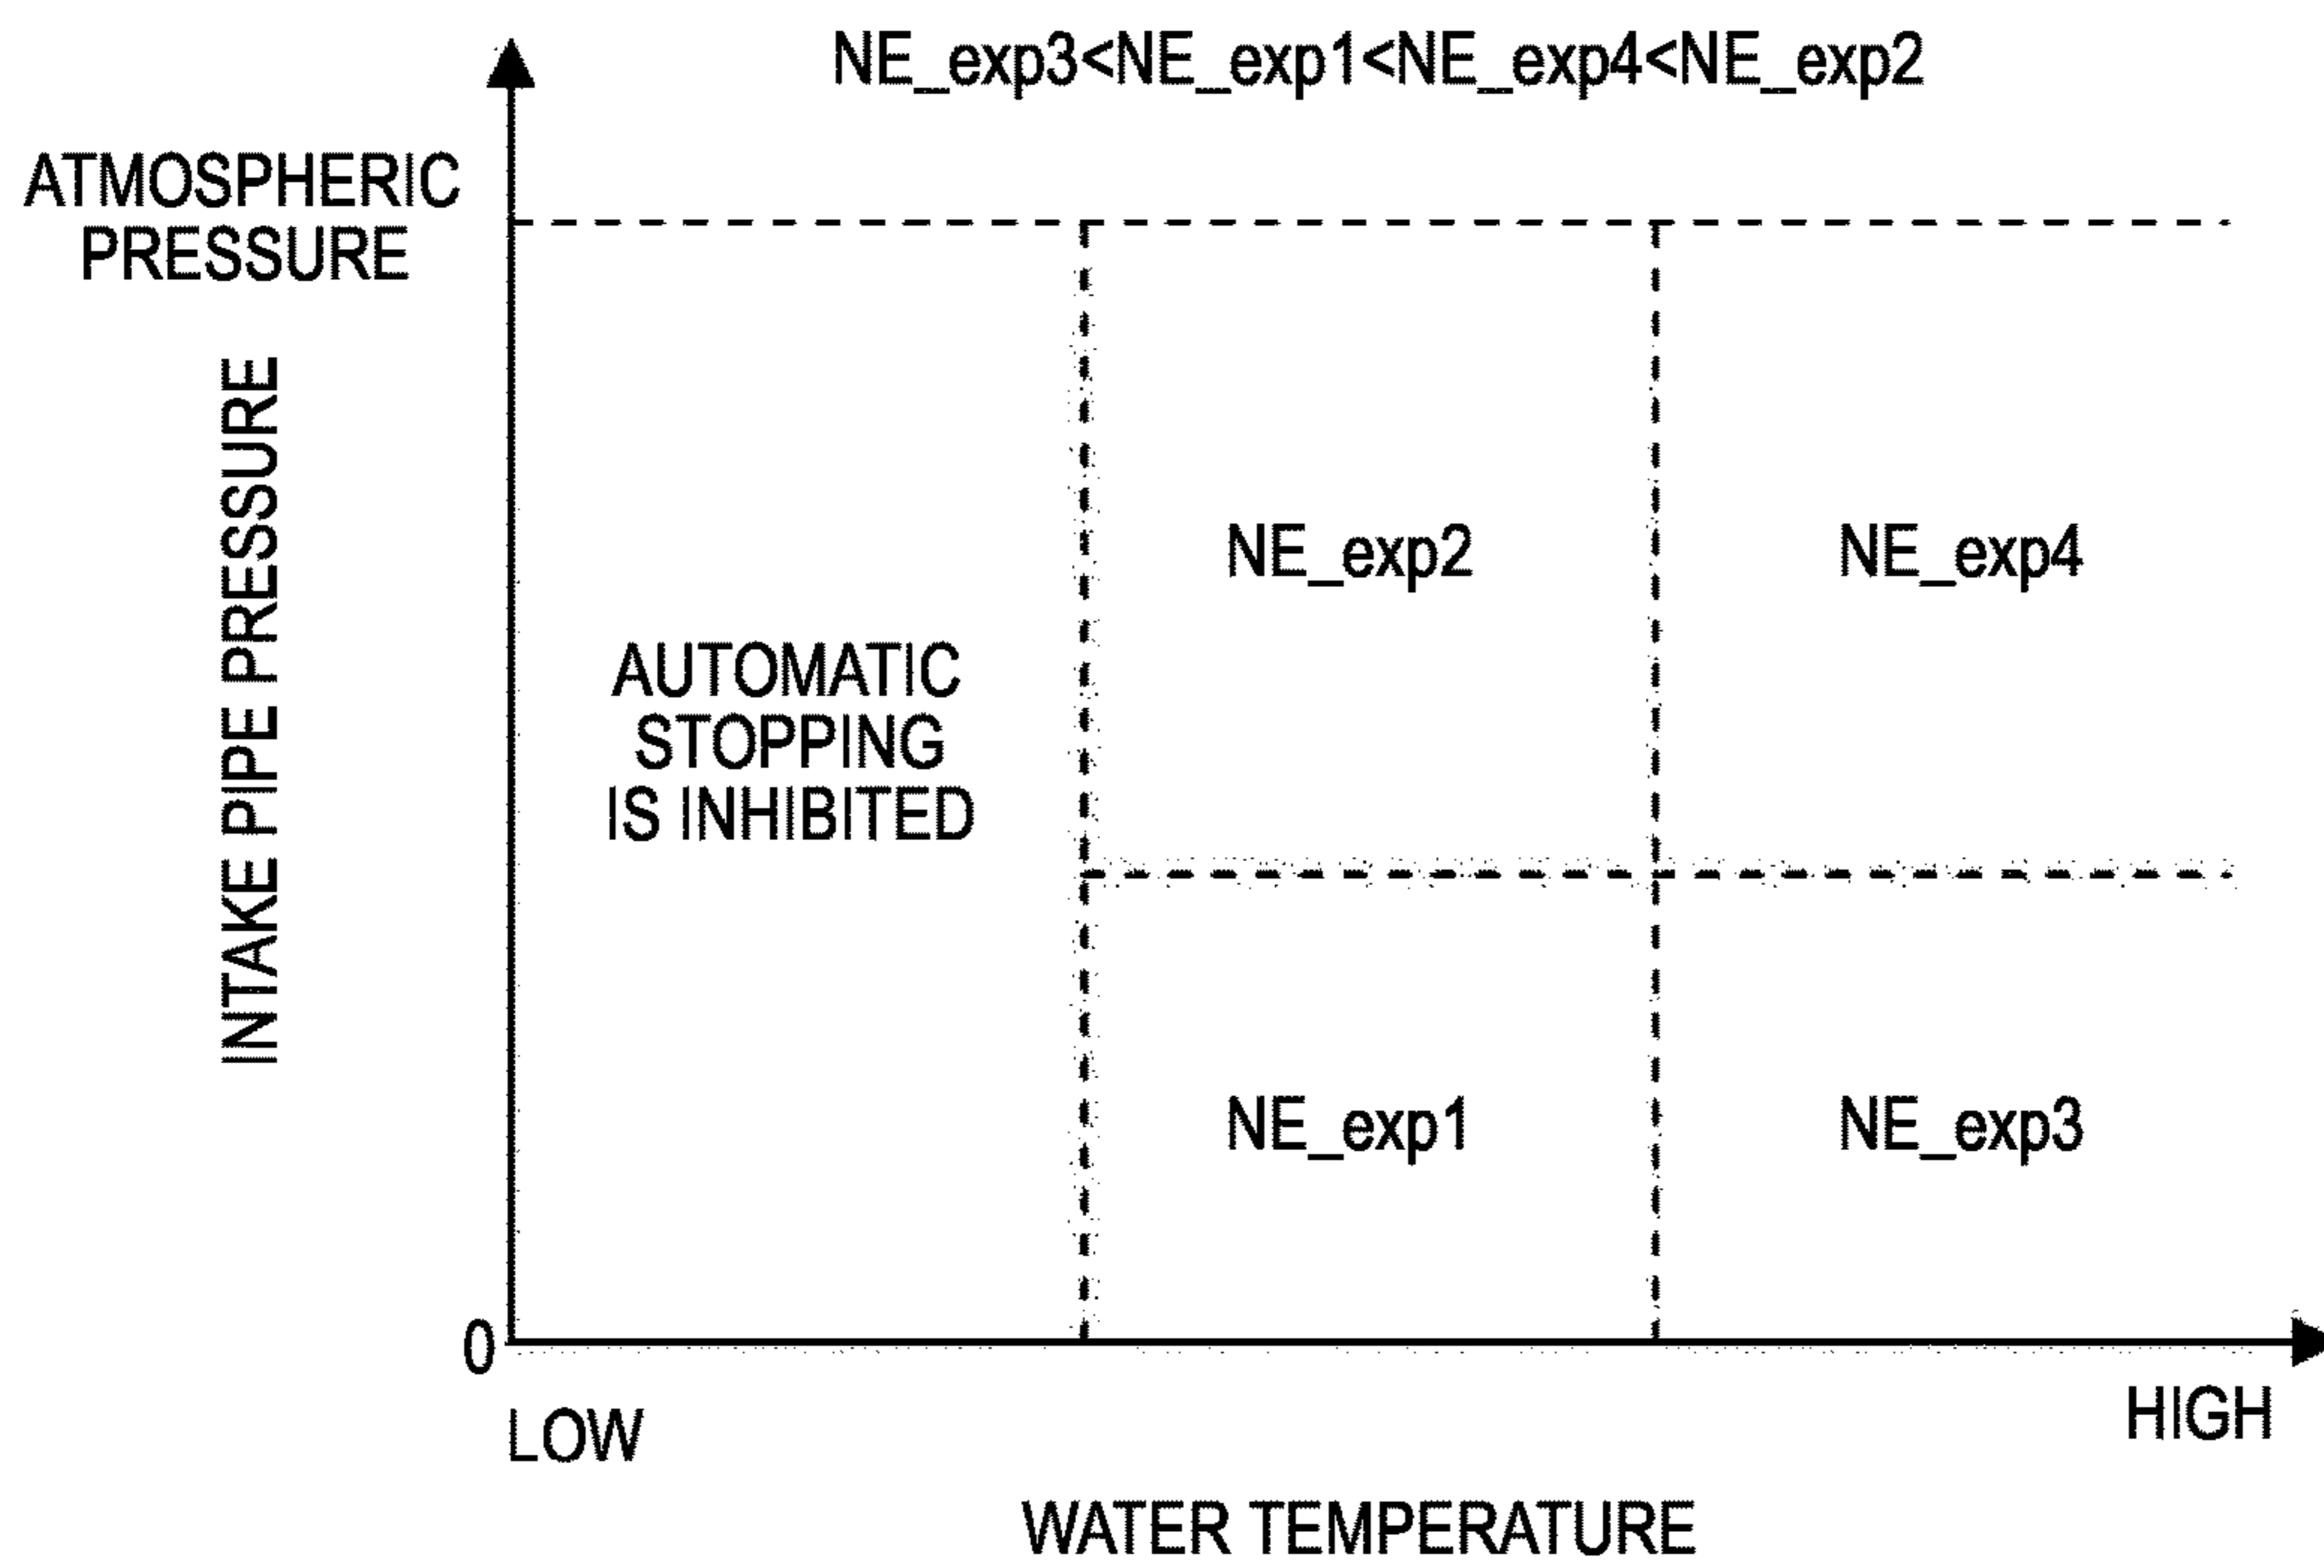 NE_exp3<NE_exp1<NE_exp4<NE_exp2
ATMOSPHERIC
PRESSURE
INTAKE PIPE PRESSURE
NE_exp2
NE_exp4
AUTOMATIC
STOPPING
IS INHIBITED
NE_exp1
NE_exp3
0
LOW
HIGH
WATER TEMPERATURE